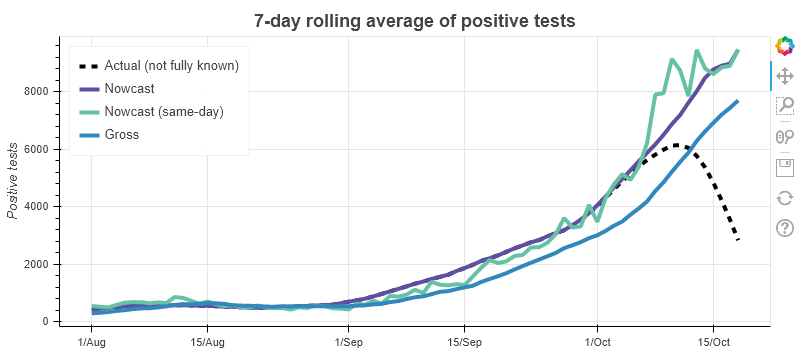 7-day rolling average of positive tests
Actual (not fully known)
Nowcast
Nowcast (same-day)
Gross
Positive tests
8000
6000
4000
2000
0
1/Aug 15/Aug 1/Sep 15/Sep 1/Oct 15/Oct
?